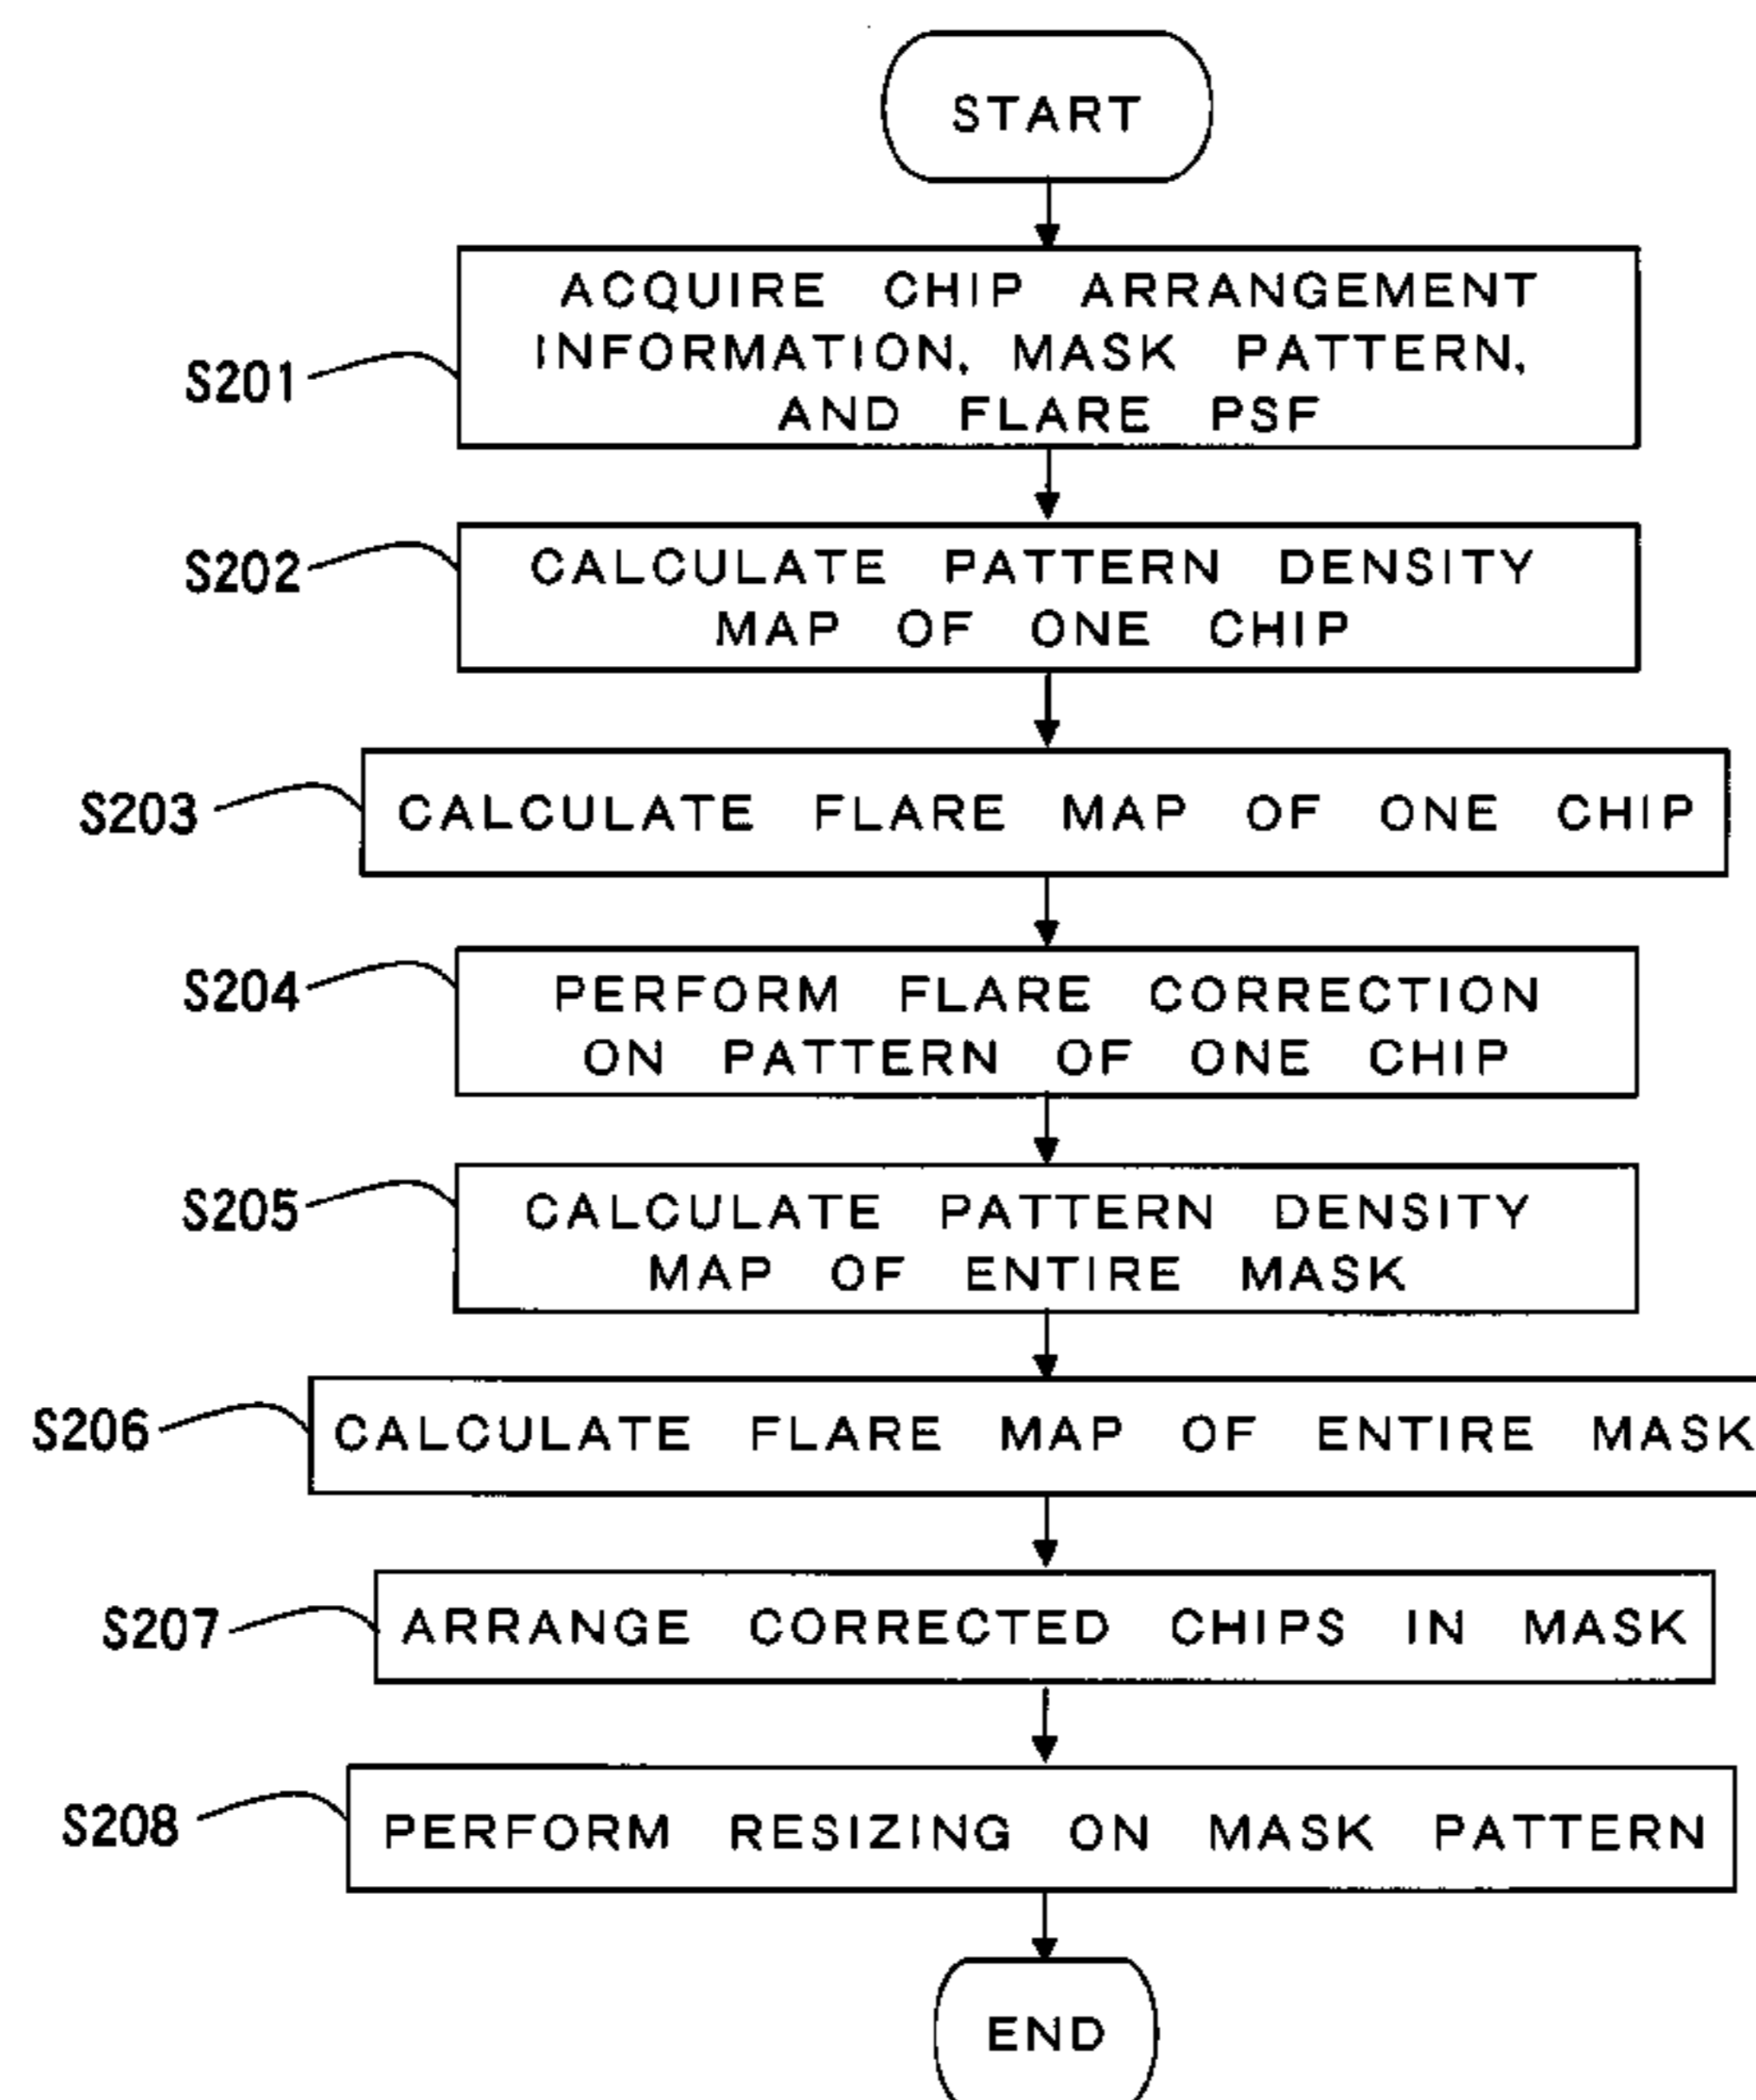 START
ACQUIRE CHIP ARRANGEMENT
INFORMATION, MASK PATTERN,
AND FLARE PSF
S201
CALCULATE PATTERN DENSITY
MAP OF ONE CHIP
S202
CALCULATE FLARE MAP OF ONE CHIP
S203
PERFORM FLARE CORRECTION
ON PATTERN OF ONE CHIP
S204
CALCULATE PATTERN DENSITY
MAP OF ENTIRE MASK
S205
CALCULATE FLARE MAP OF ENTIRE MASK
S206
ARRANGE CORRECTED CHIPS IN MASK
S207
PERFORM RESIZING ON MASK PATTERN
S208
END